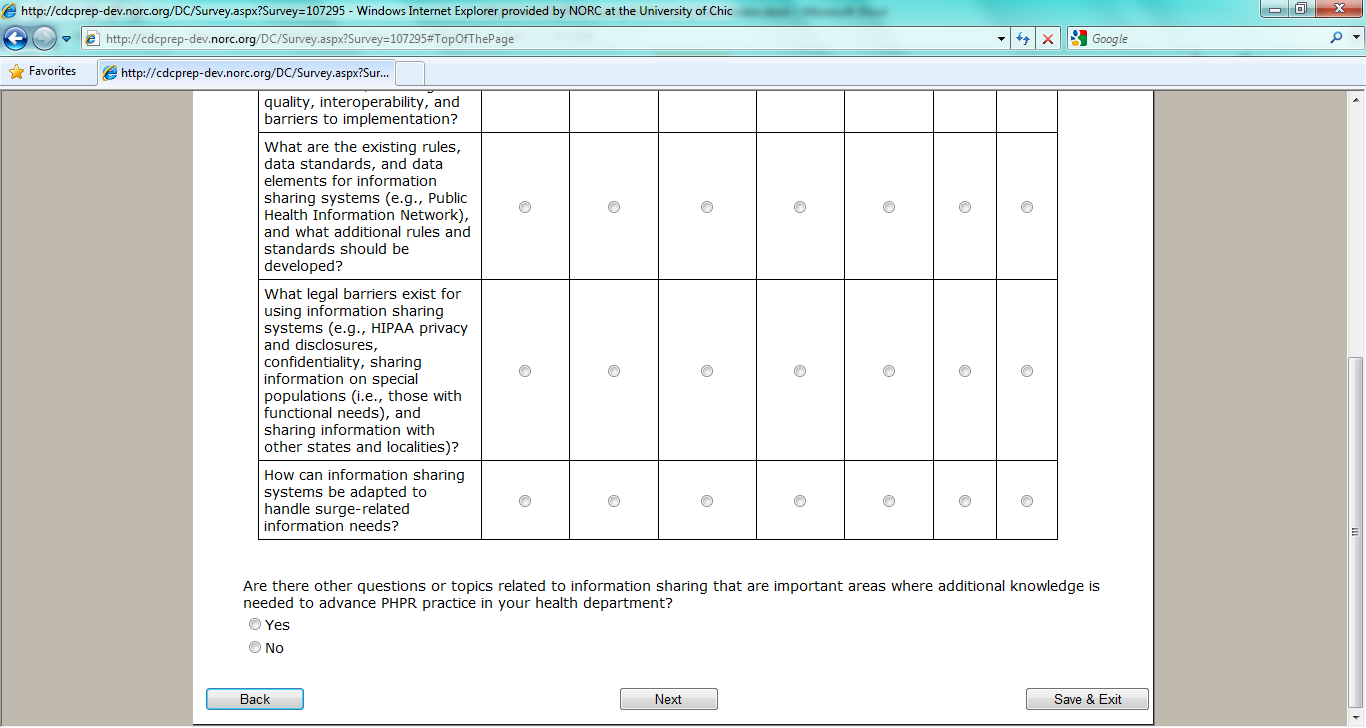 http://cdcprep-dev.norc.org/DC/Survey.aspx?Survey=107295 - Windows Internet Explorer provided by NORC at the University of Chic
http://cdcprep-dev.norc.org/DC/Survey.aspx?Survey=107295#TopOfThePage
Google
Favorites
http://cdcprep-dev.norc.org/DC/Survey.aspx?Sur...
quality, interoperability, and
barriers to implementation?
What are the existing rules,
data standards, and data
elements for information
sharing systems (e.g., Public
Health Information Network),
and what additional rules and
standards should be
developed?
What legal barriers exist for
using information sharing
systems (e.g., HIPAA privacy
and disclosures,
confidentiality, sharing
information on special
populations (i.e., those with
functional needs), and
sharing information with
other states and localities)?
How can information sharing
systems be adapted to
handle surge-related
information needs?
Are there other questions or topics related to information sharing that are important areas where additional knowledge is
needed to advance PHPR practice in your health department?
Yes
No
Back
Next
Save & Exit